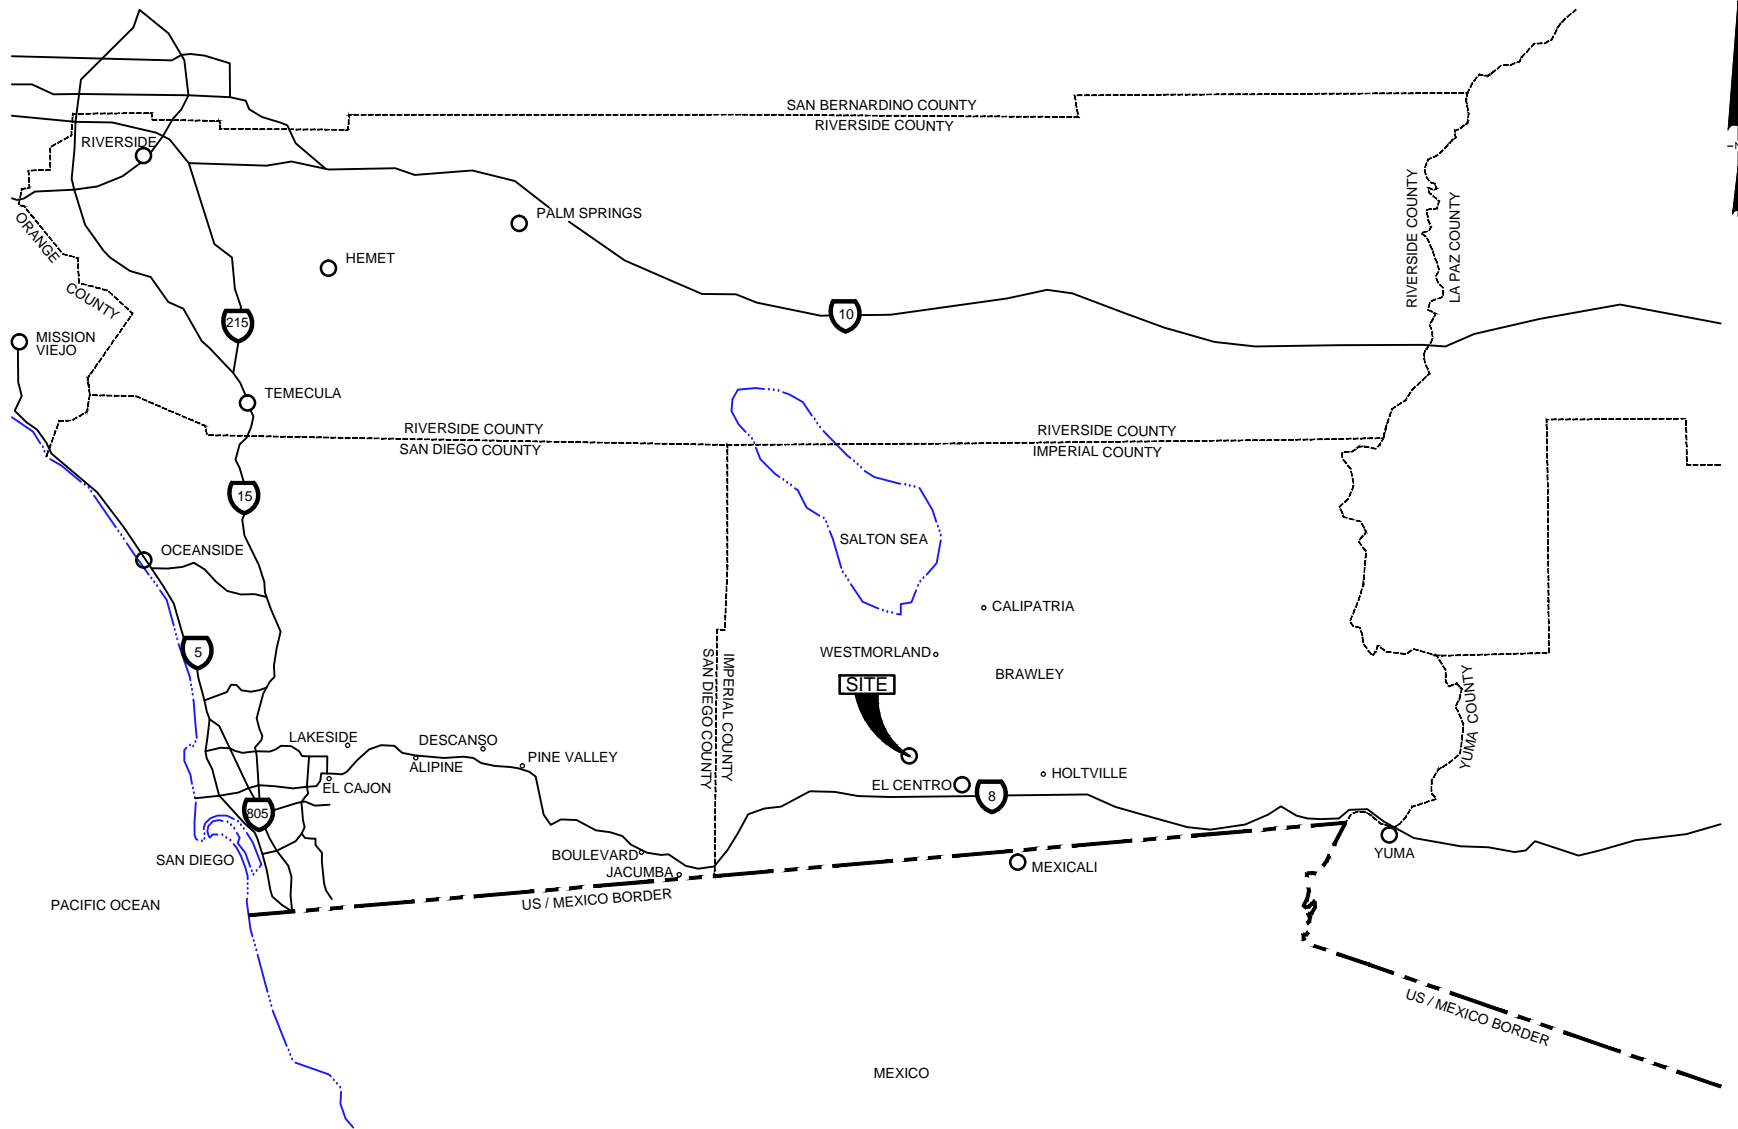 SAN BERNARDINO COUNTY
RIVERSIDE COUNTY
RIVERSIDE
ORANGE
COUNTY
PALM SPRINGS
HEMET
RIVERSIDE COUNTY
LA PAZ COUNTY
215
10
MISSION
VIEJO
TEMECULA
RIVERSIDE COUNTY
SAN DIEGO COUNTY
RIVERSIDE COUNTY
IMPERIAL COUNTY
15
OCEANSIDE
SALTON SEA
CALIPATRIA
5
WESTMORLAND
BRAWLEY
SITE
IMPERIAL COUNTY
SAN DIEGO COUNTY
YUMA COUNTY
LAKESIDE
DESCANSO
ALIPINE
PINE VALLEY
EL CAJON
EL CENTRO
8
HOLTVILLE
805
SAN DIEGO
BOULEVARD
JACUMBA
MEXICALI
YUMA
US / MEXICO BORDER
PACIFIC OCEAN
US / MEXICO BORDER
MEXICO